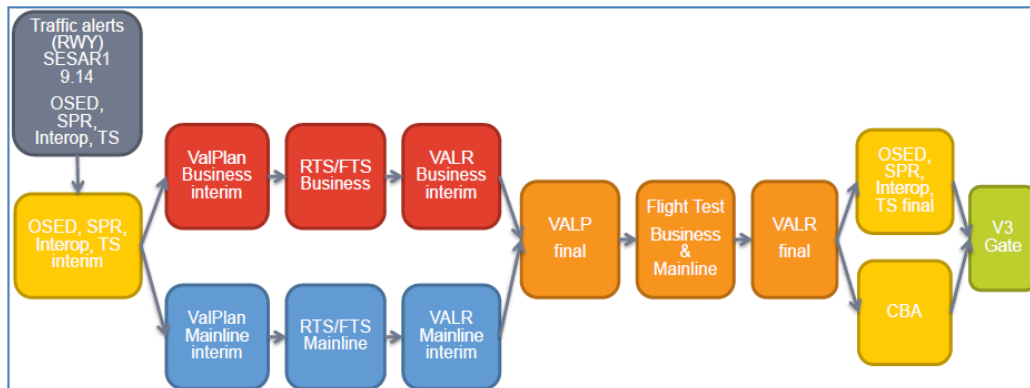 Traffic alerts
(RWY)
SESAR1
9.14
OSED,
SPR,
Interop, TS
OSED, SPR,
Interop, TS
interim
ValPlan
Business
interim
RTS/FTS
Business
VALR
Business
interim
ValPlan
Mainline
interim
RTS/FTS
Mainline
VALR
Mainline
interim
VALP
final
Flight Test
Business
&
Mainline
VALR
final
OSED,
SPR,
Interop,
TS final
CBA
V3
Gate